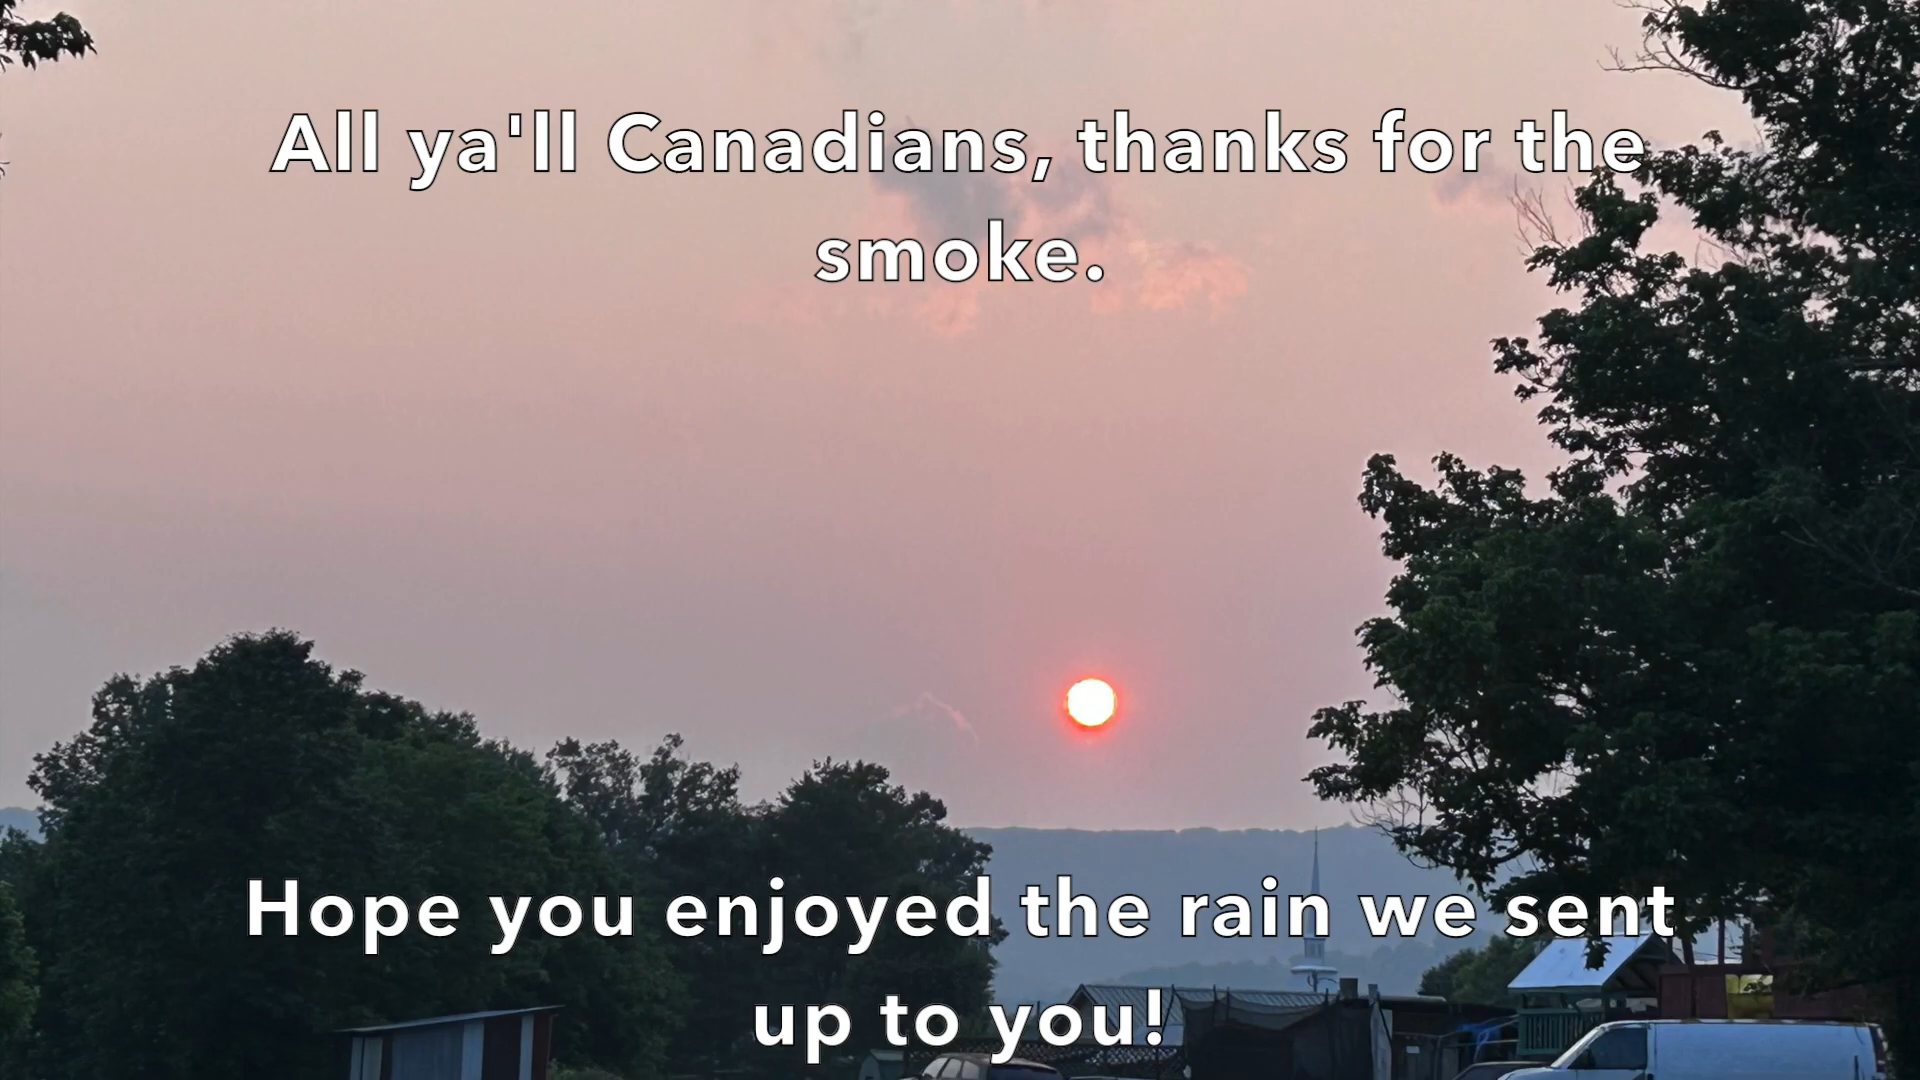 All ya'll Canadians, thanks for the
smoke.
Hope you enjoyed the rain we sent
up to you!